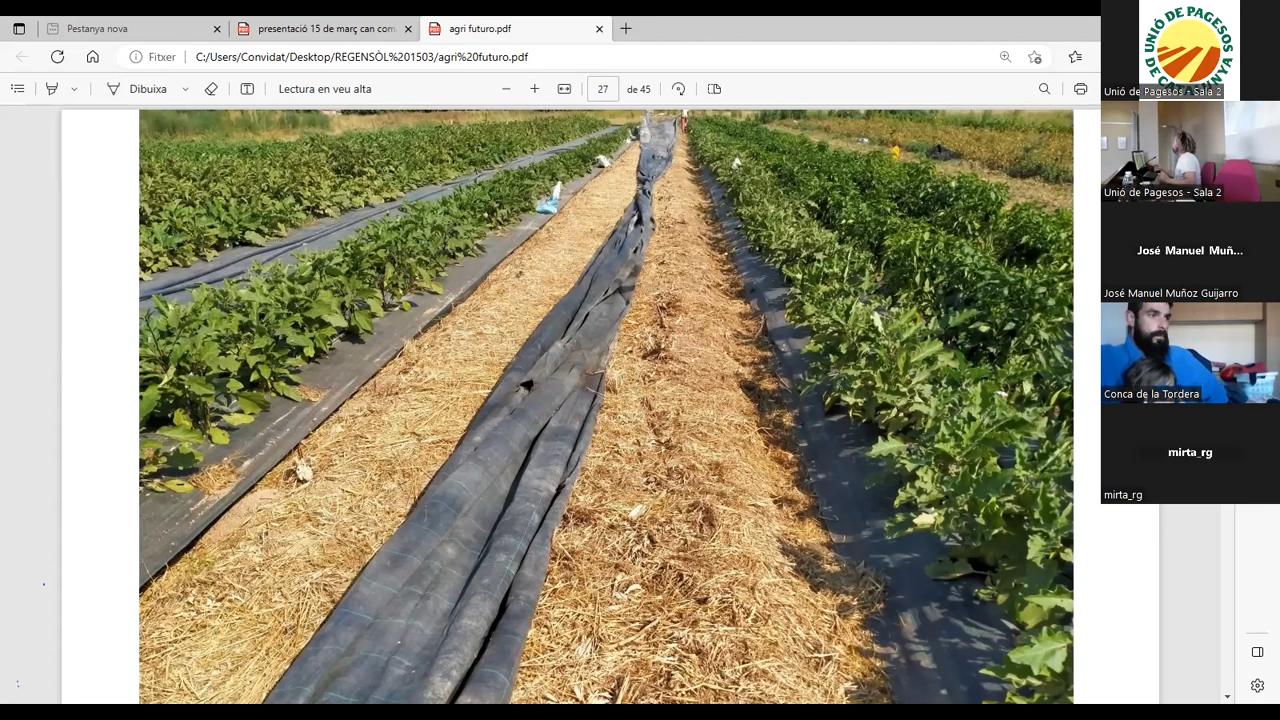 Pestanya nova
presentació 15 de març can com
agri futuro.pdf
Fitxer
C:/Users/Convidat/Desktop/REGENSÒL%201503/agri%20futuro.pdf
Dibuixa
Lectura en veu alta
27
de 45
UNIÓ DE PAGESOS
DE CATALUNYA
Unió de Pagesos - Sala 2
Unió de Pagesos - Sala 2
José Manuel Muñ...
José Manuel Muñoz Guijarro
Conca de la Tordera
mirta_rg
mirta_rg